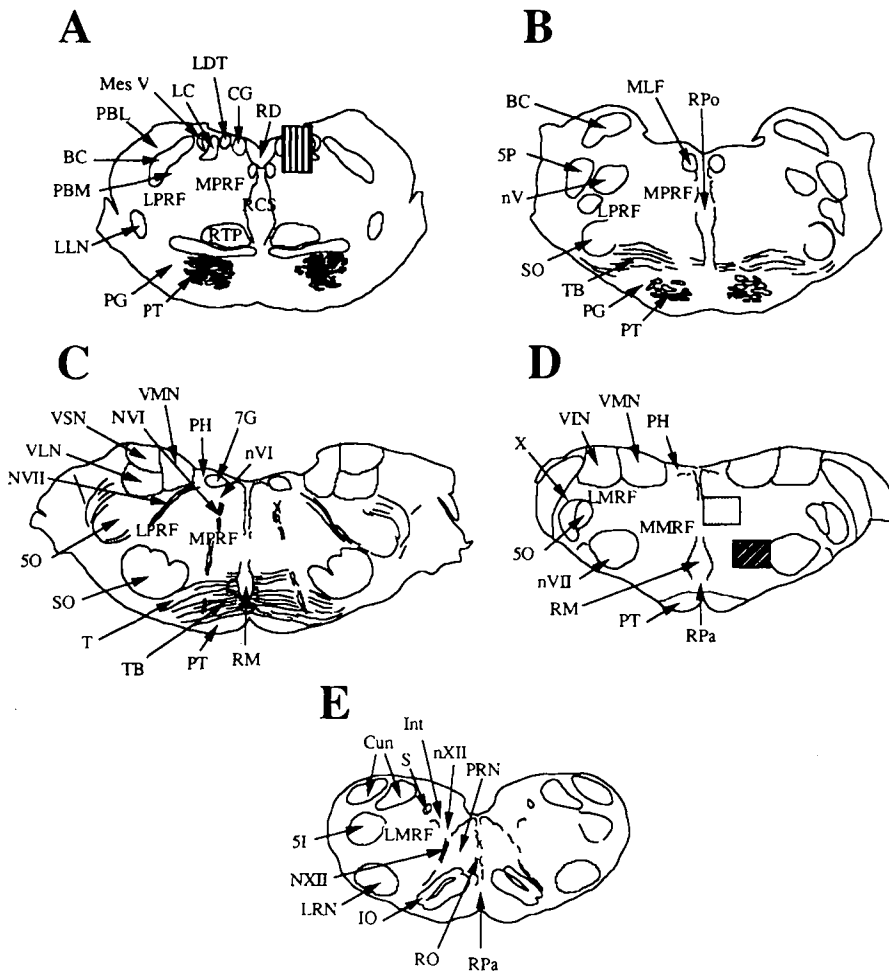 A
LDT
Mes V
LC
CG
RD
PBL
BC
PBM
LPRF
MPRF
RCS
LLN
RTP
PG
PT
B
BC
MLF
RPo
5P
nV
MPRF
LPRF
SO
TB
PG
PT
C
VMN
NVI
7G
VSN
PH
nVI
VLN
NVII
LPRF
MPRF
5O
SO
T
TB
PT
RM
D
VMN
VLN
PH
X
LMRF
MMRF
5O
nVII
RM
PT
RPa
E
Int
nXII
Cun
S
PRN
5I
LMRF
NXII
LRN
IO
RO
RPa